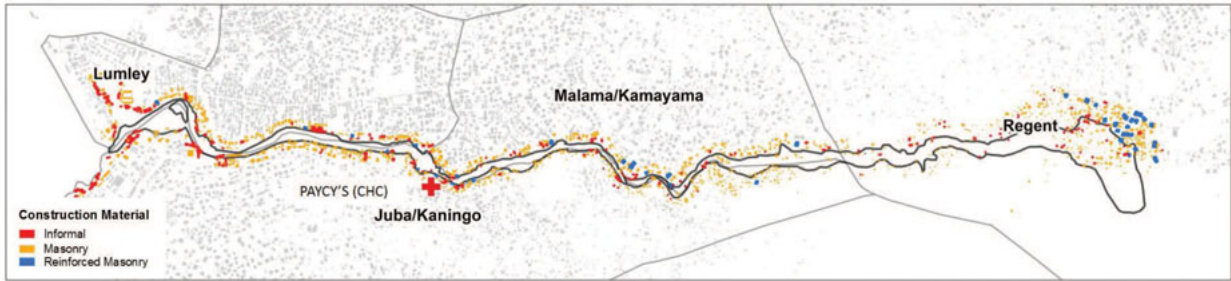 Lumley
Malama/Kamayama
Regent
PAYCY'S (CHC)
Juba/Kaningo
Construction Material
Informal
Masonry
Reinforced Masonry